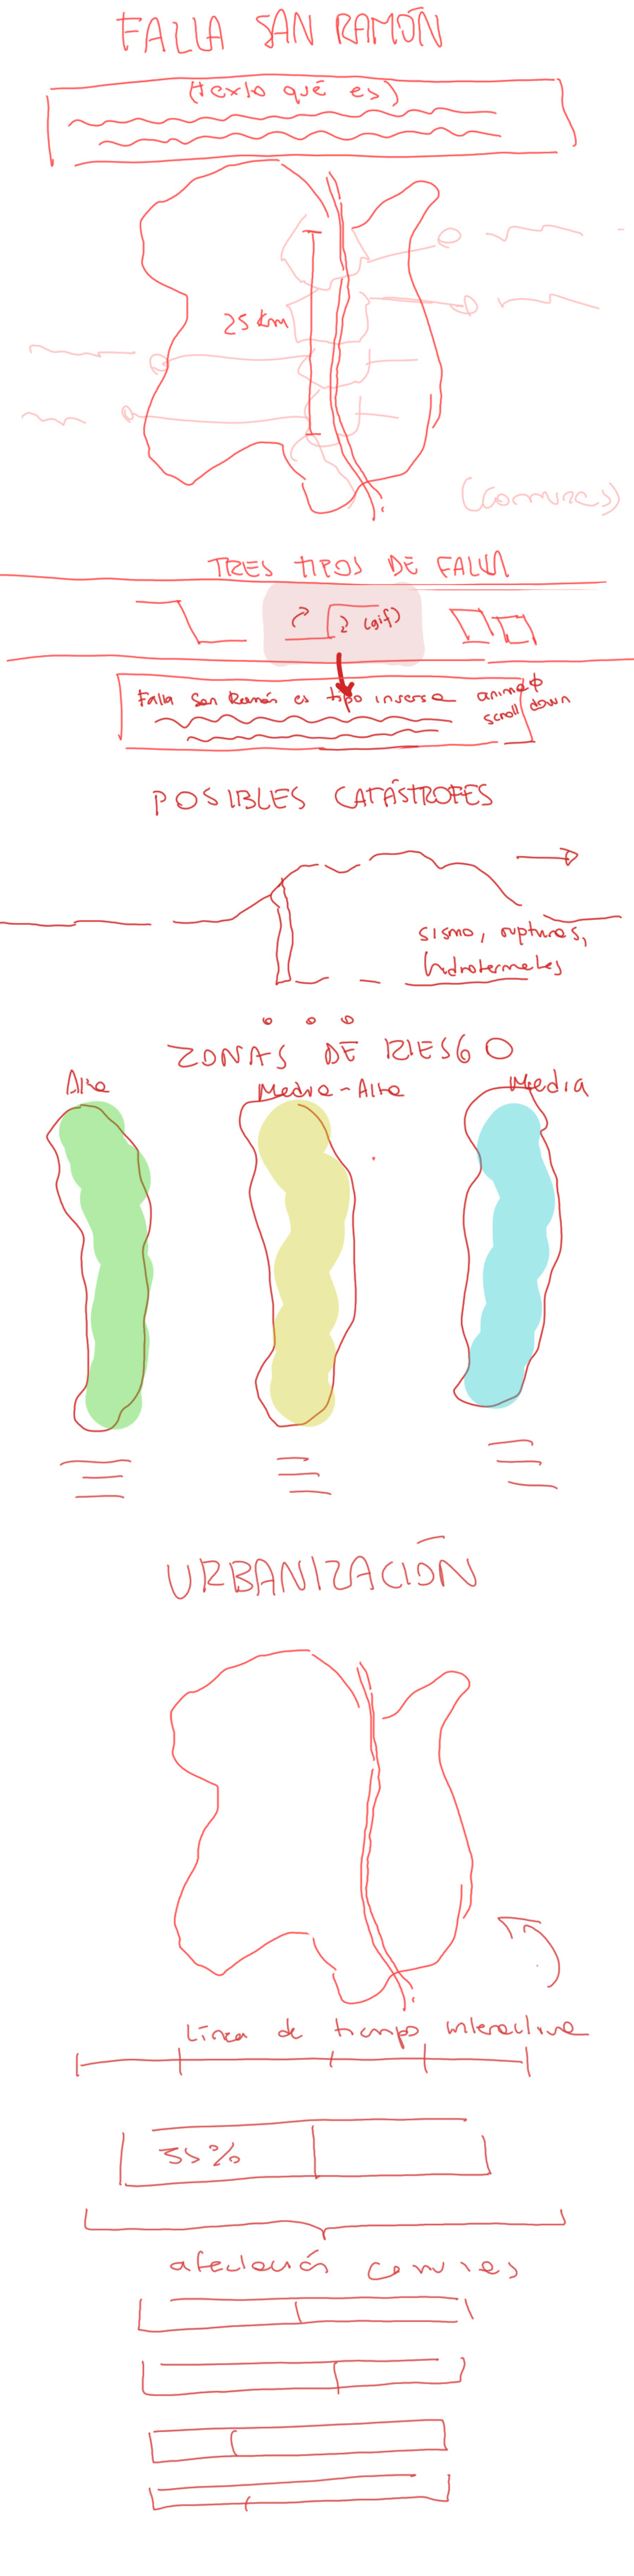 FALLA SAN RAMÓN
(texto qué es)
25 km
(comunas)
TRES TIPOS DE FALLA
(gif)
Falla San Ramón es tipo inversa
animado
scroll down
POSIBLES CATÁSTROFES
sismo, rupturas,
hidrotermales
ZONAS DE RIESGO
Alta
Media-Alta
Media
URBANIZACIÓN
Línea de tiempo interactiva
35%
afectación comunas